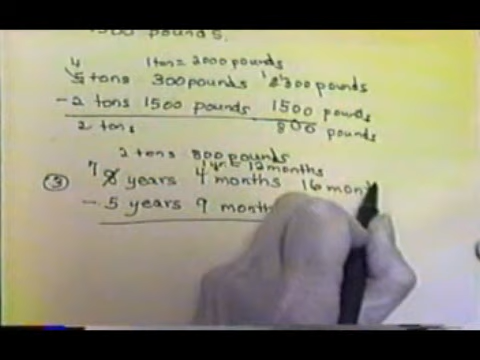 1500 pounds.
4 1 ton = 2000 pounds
5 tons 300 pounds 2300 pounds
- 2 tons 1500 pounds 1500 pounds
2 tons 800 pounds
2 tons 800 pounds
1 yr. = 12 months
③ 7 8 years 4 months 16 mon
- 5 years 9 month